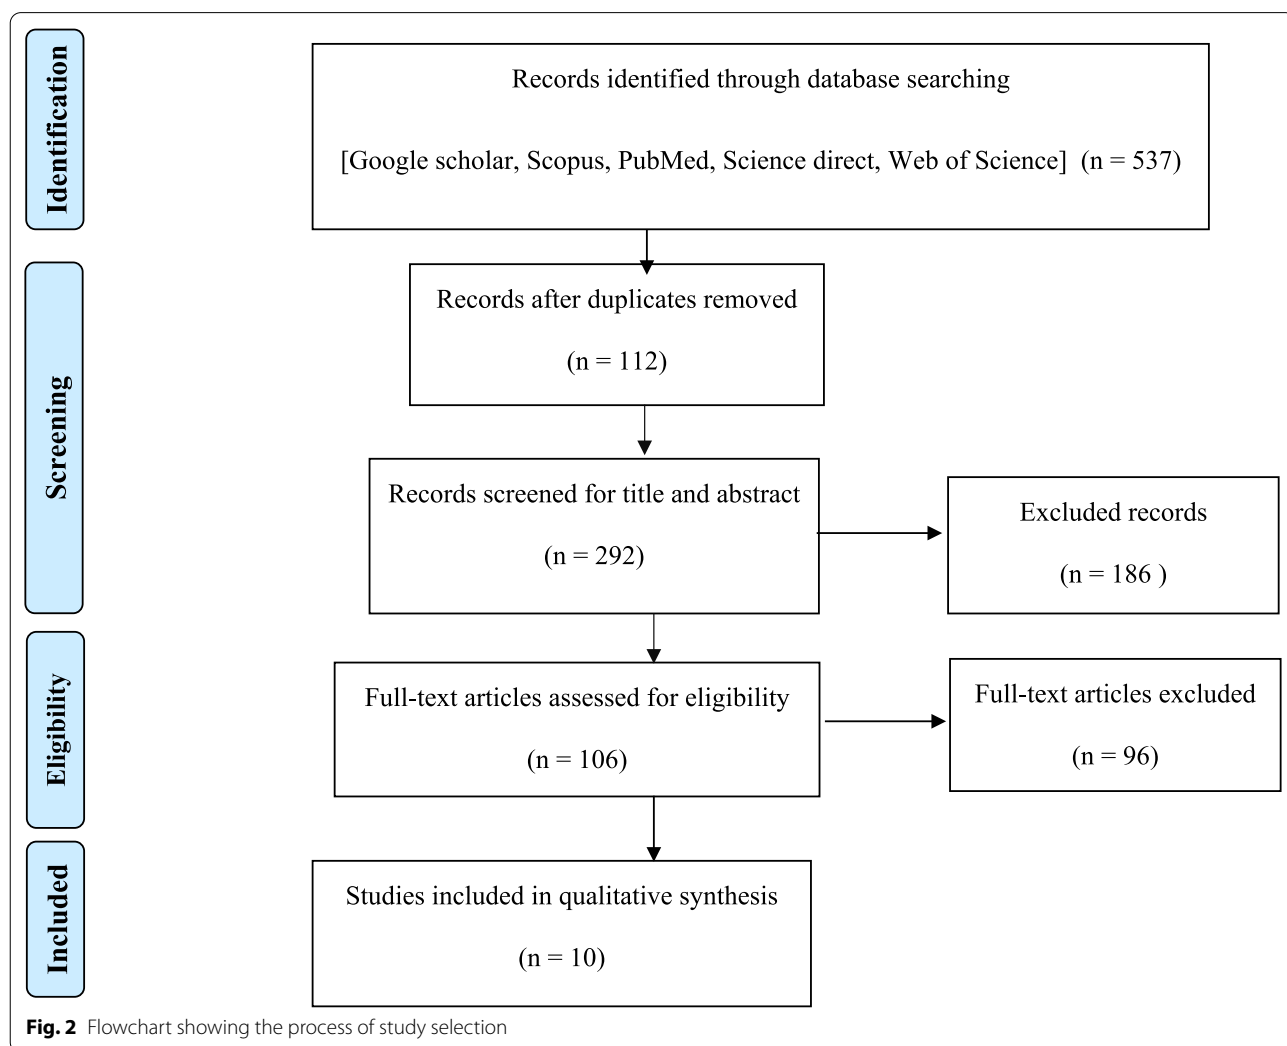 Identification
Records identified through database searching
[Google scholar, Scopus, PubMed, Science direct, Web of Science] (n = 537)
Screening
Records after duplicates removed
(n = 112)
Records screened for title and abstract
(n = 292)
Excluded records
(n = 186 )
Eligibility
Full-text articles assessed for eligibility
(n = 106)
Full-text articles excluded
(n = 96)
Included
Studies included in qualitative synthesis
(n = 10)
Fig. 2 Flowchart showing the process of study selection